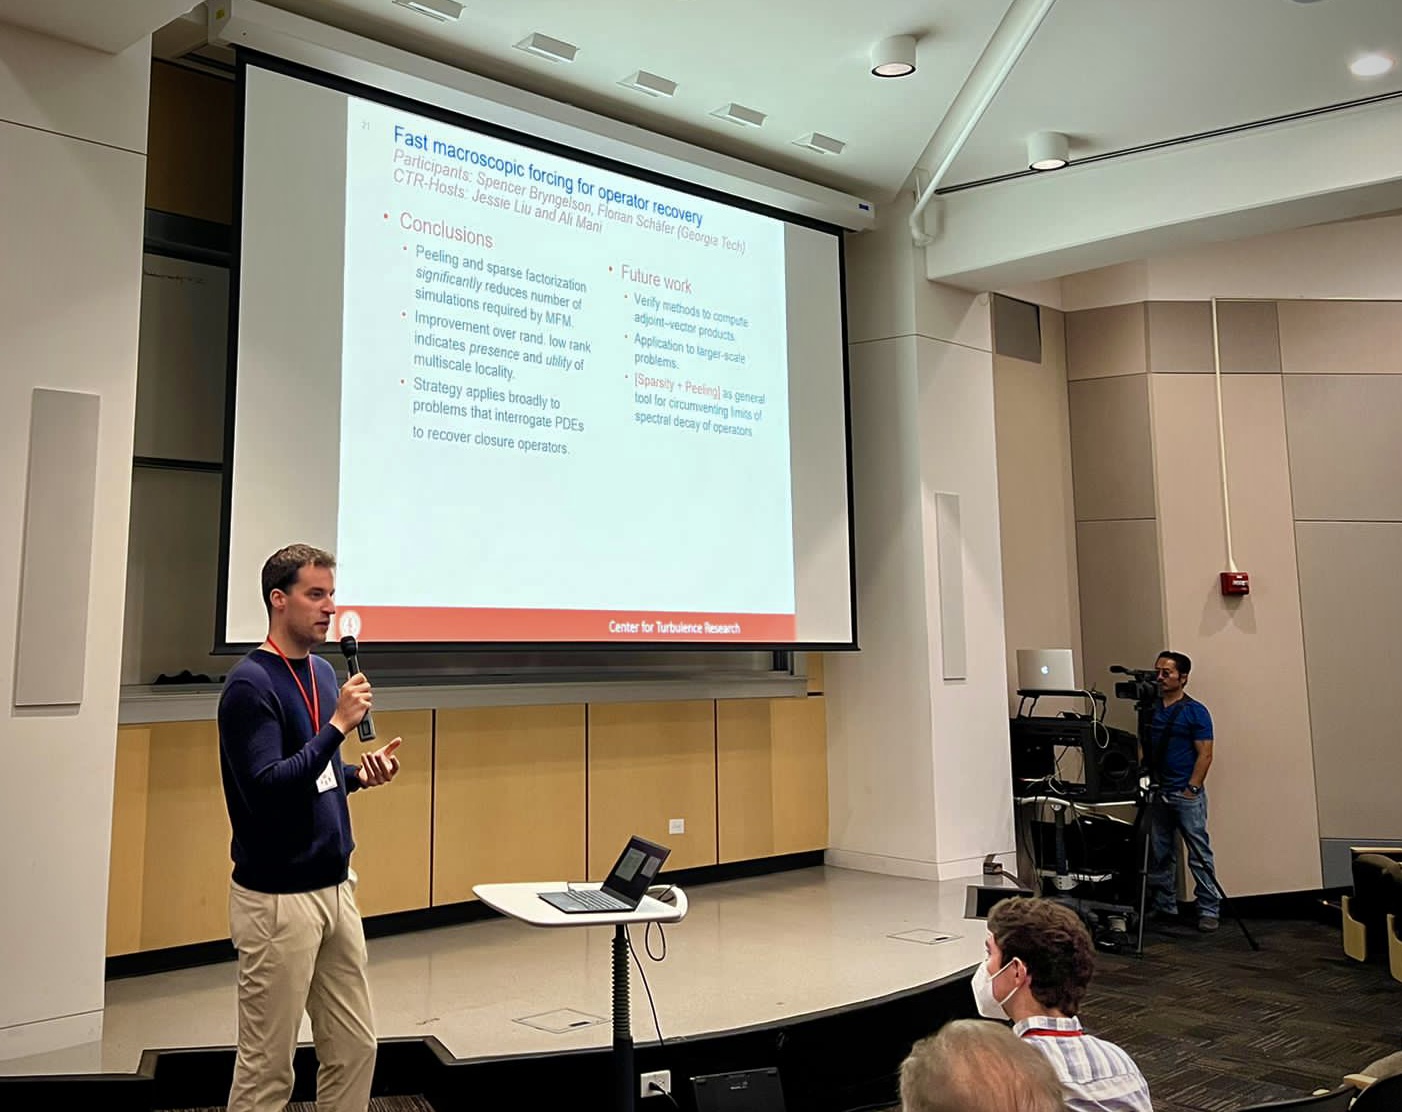 21
Fast macroscopic forcing for operator recovery
Participants: Spencer Bryngelson, Florian Schäfer (Georgia Tech)
CTR-Hosts: Jessie Liu and Ali Mani
• Conclusions
• Peeling and sparse factorization
significantly reduces number of
simulations required by MFM.
• Improvement over rand. low rank
indicates presence and utility of
multiscale locality.
• Strategy applies broadly to
problems that interrogate PDEs
to recover closure operators.
• Future work
• Verify methods to compute
adjoint–vector products.
• Application to larger-scale
problems.
• [Sparsity + Peeling] as general
tool for circumventing limits of
spectral decay of operators
Center for Turbulence Research